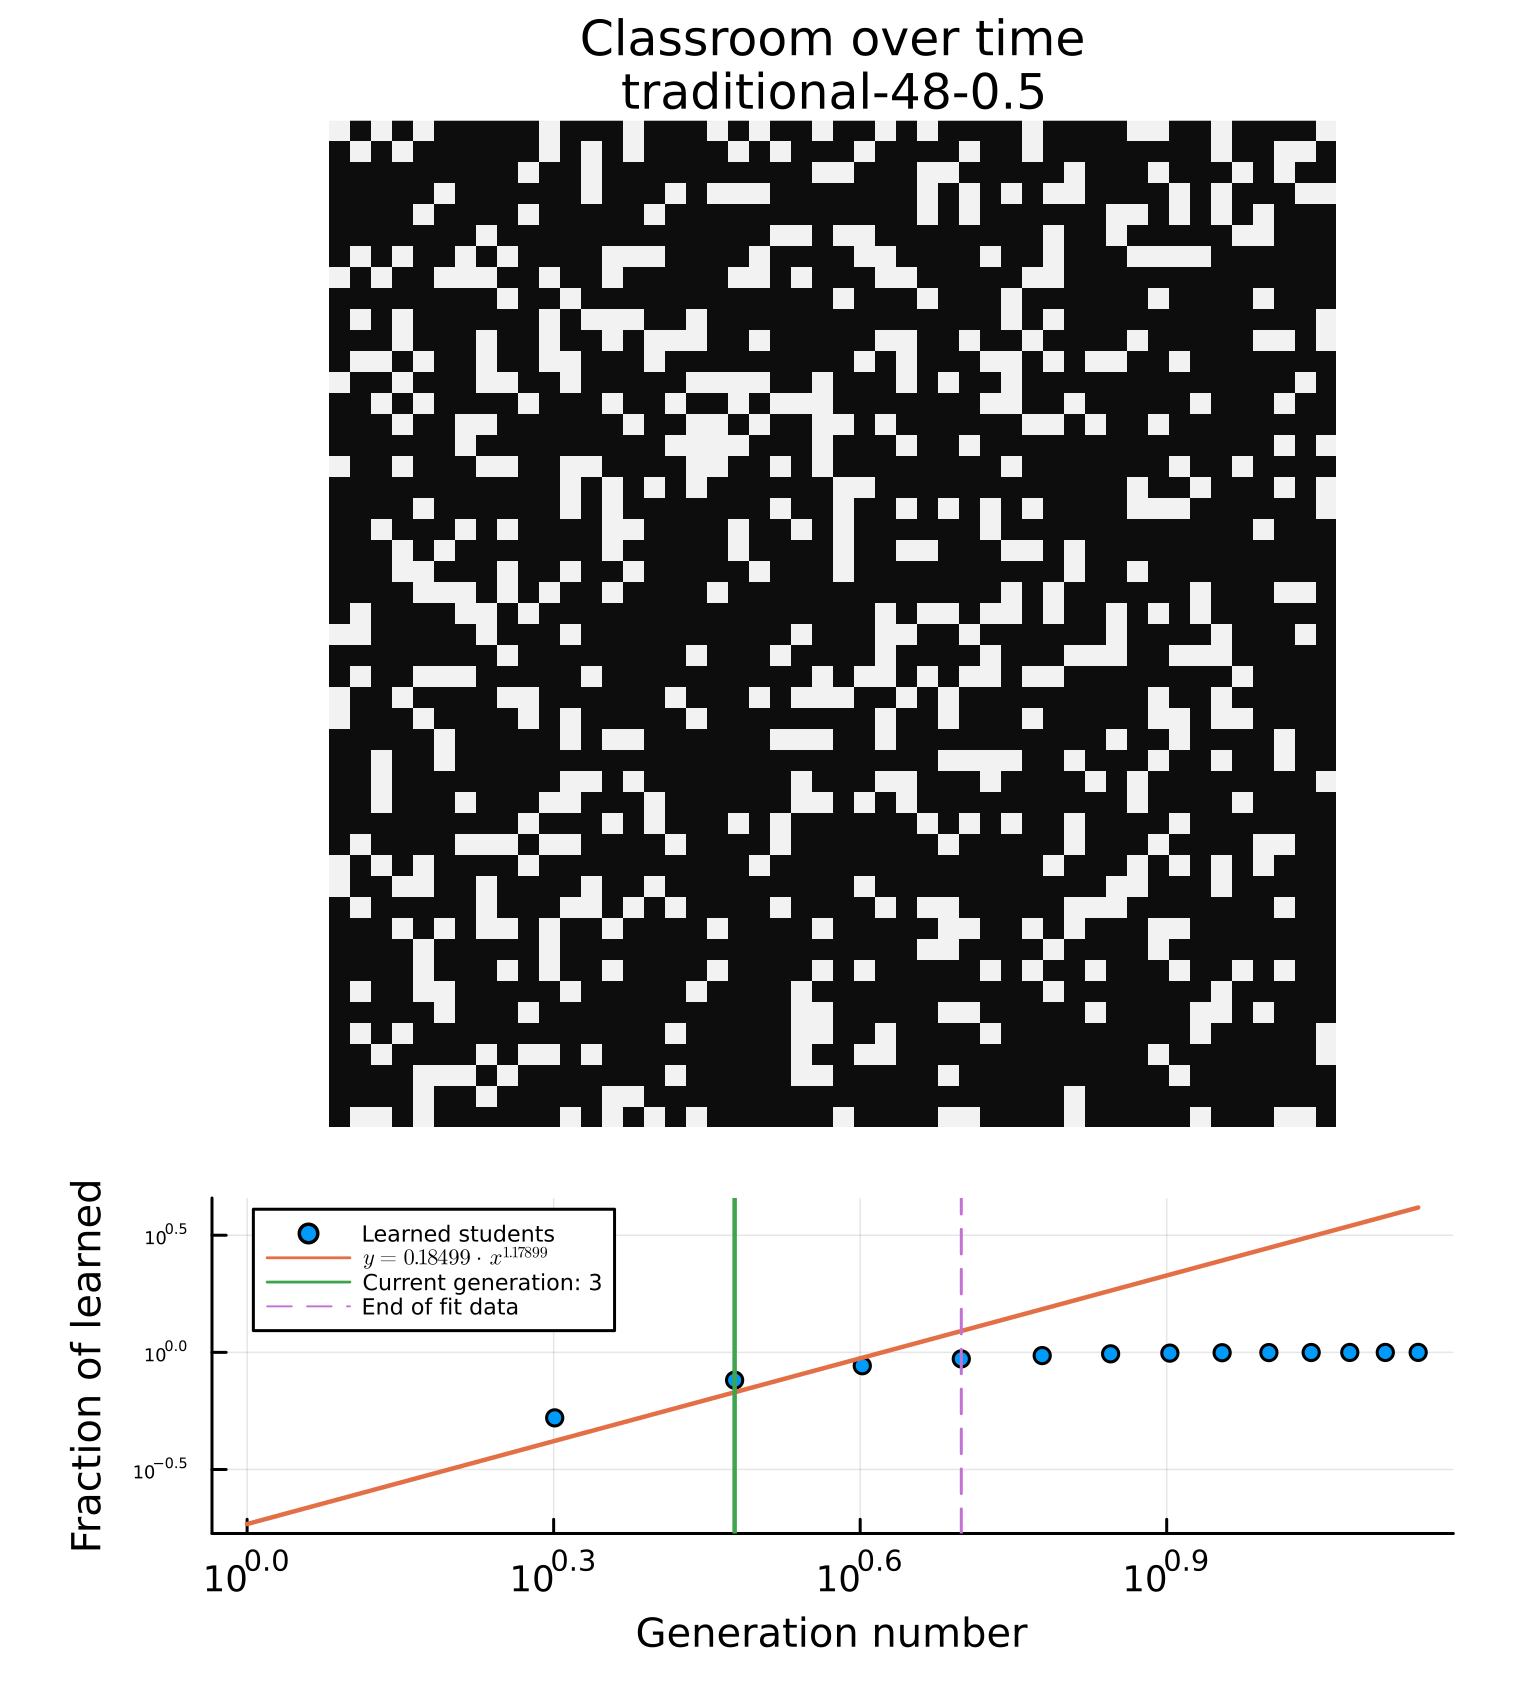 Classroom over time
traditional-48-0.5
Fraction of learned
10^0.5
10^0.0
10^−0.5
Learned students
y = 0.18499 · x^1.17899
Current generation: 3
End of fit data
10^0.0 10^0.3 10^0.6 10^0.9
Generation number